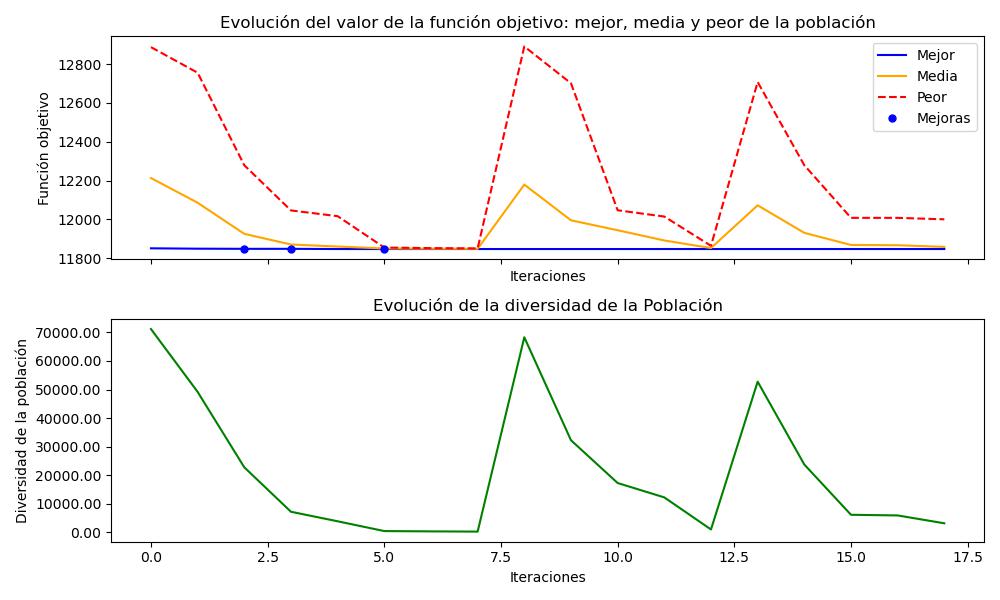 Evolución del valor de la función objetivo: mejor, media y peor de la población
Función objetivo
12800
12600
12400
12200
12000
11800
Mejor
Media
Peor
Mejoras
Iteraciones
Evolución de la diversidad de la Población
Diversidad de la población
70000.00
60000.00
50000.00
40000.00
30000.00
20000.00
10000.00
0.00
0.0 2.5 5.0 7.5 10.0 12.5 15.0 17.5
Iteraciones